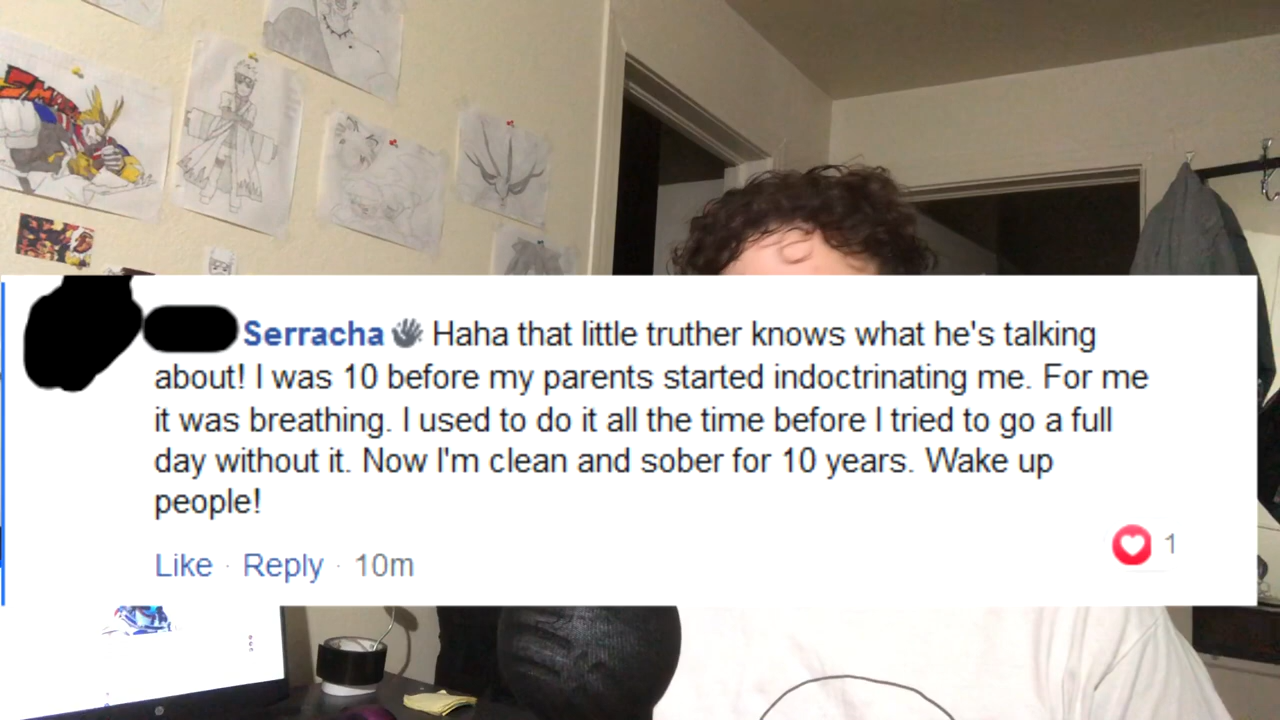 SMASH
Serracha Haha that little truther knows what he's talking
about! I was 10 before my parents started indoctrinating me. For me
it was breathing. I used to do it all the time before I tried to go a full
day without it. Now I'm clean and sober for 10 years. Wake up
people!
Like · Reply · 10m
1